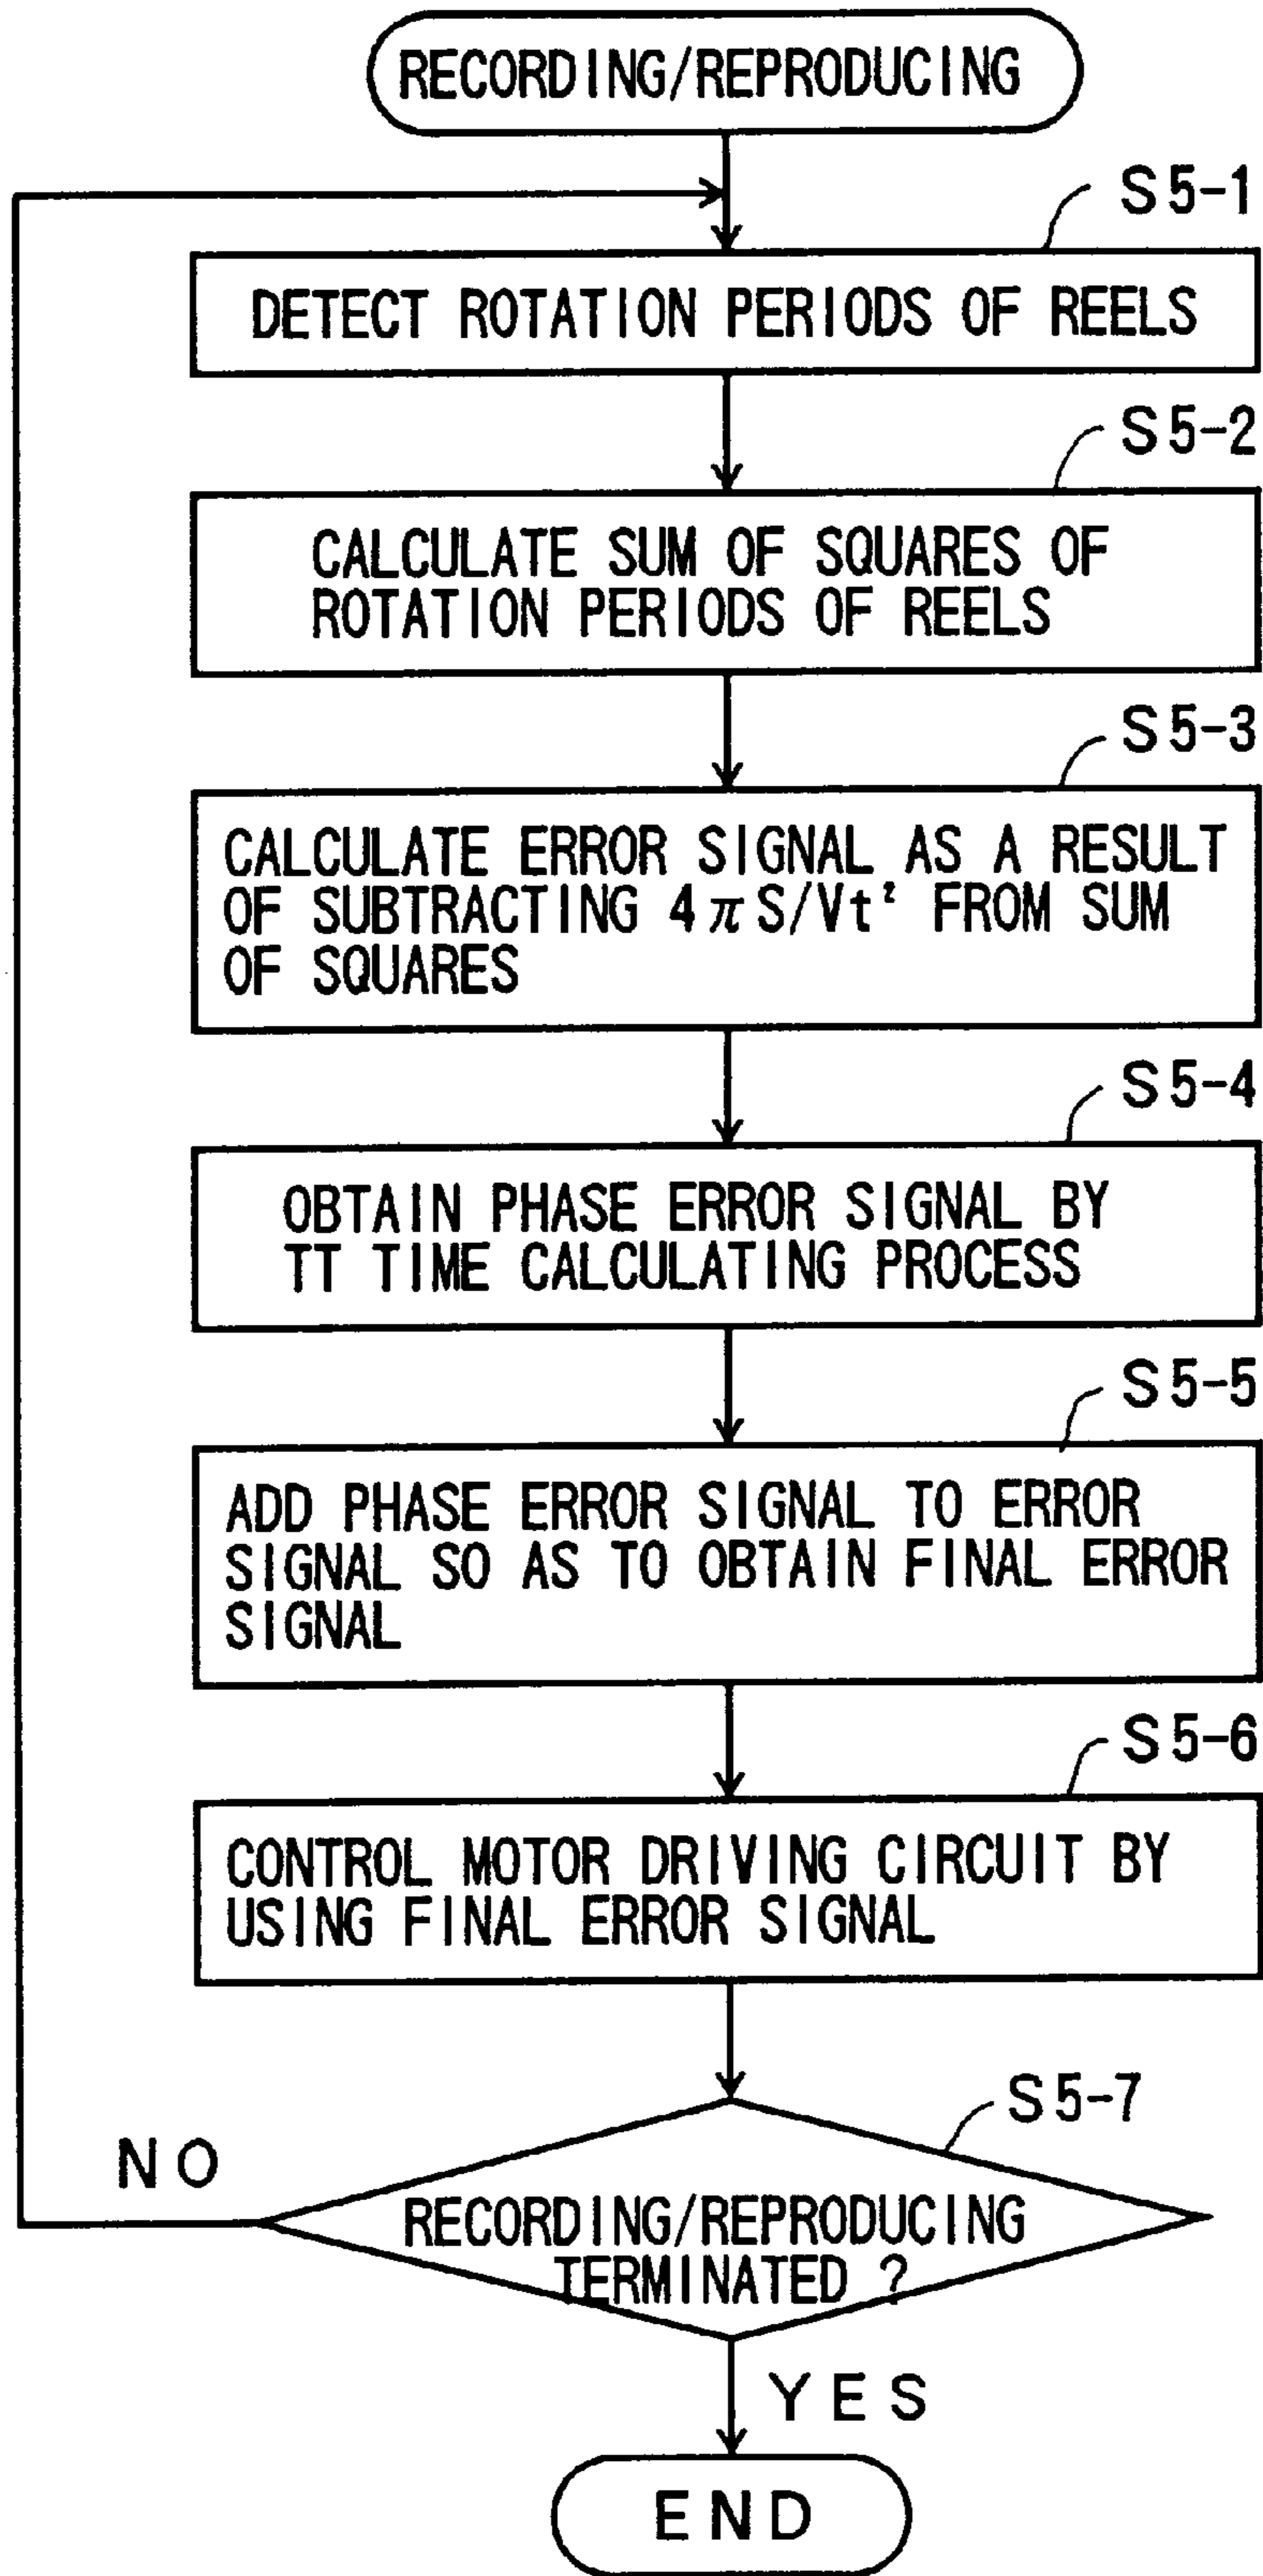 RECORDING/REPRODUCING
S5-1
DETECT ROTATION PERIODS OF REELS
S5-2
CALCULATE SUM OF SQUARES OF
ROTATION PERIODS OF REELS
S5-3
CALCULATE ERROR SIGNAL AS A RESULT
OF SUBTRACTING 4πS/Vt² FROM SUM
OF SQUARES
S5-4
OBTAIN PHASE ERROR SIGNAL BY
TT TIME CALCULATING PROCESS
S5-5
ADD PHASE ERROR SIGNAL TO ERROR
SIGNAL SO AS TO OBTAIN FINAL ERROR
SIGNAL
S5-6
CONTROL MOTOR DRIVING CIRCUIT BY
USING FINAL ERROR SIGNAL
S5-7
NO
RECORDING/REPRODUCING
TERMINATED ?
YES
END